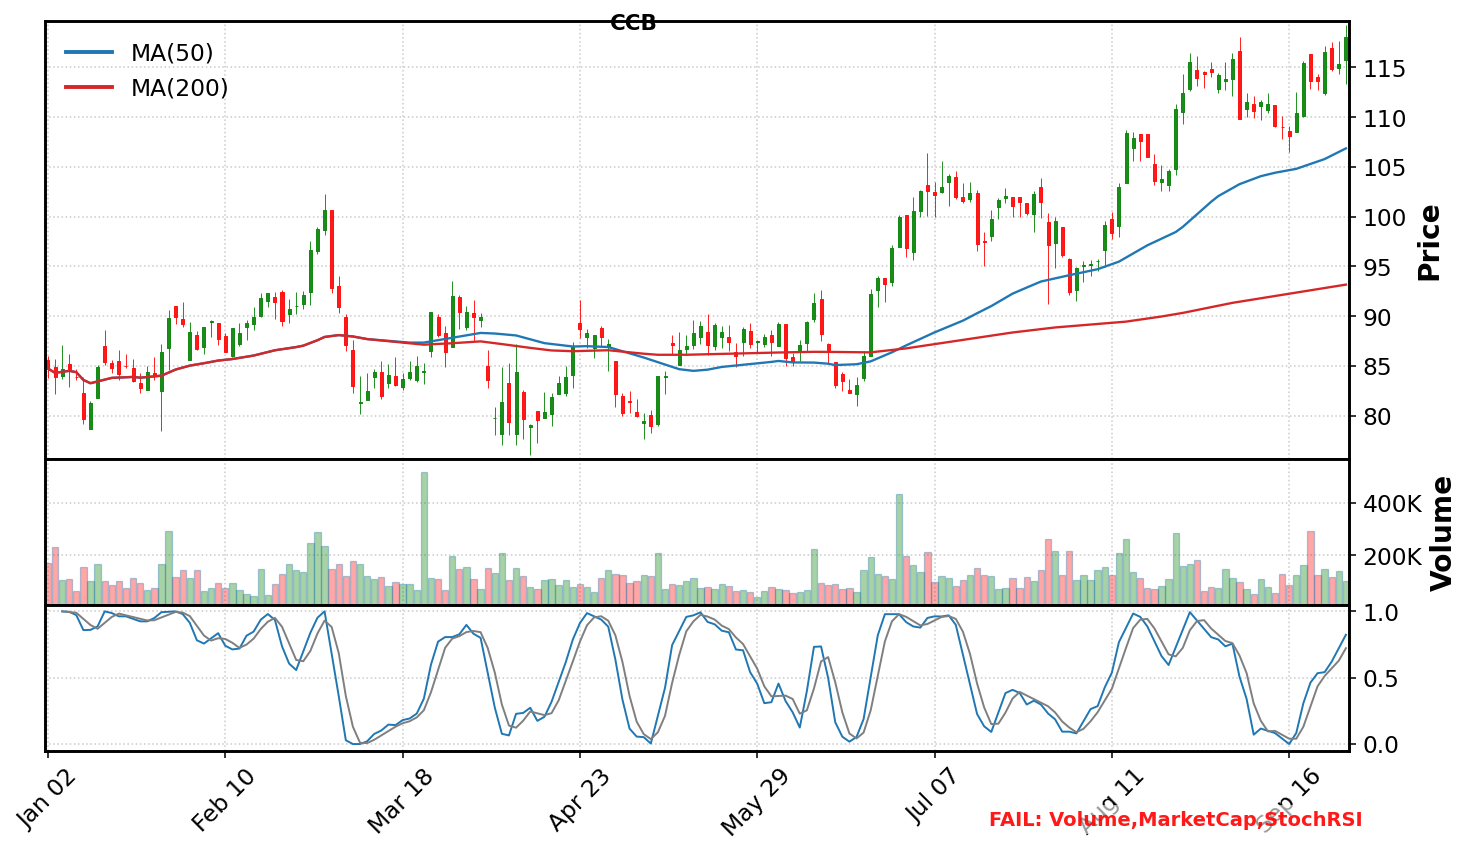 CCB
MA(50)
MA(200)
115
110
105
100
95
90
85
80
Price
400K
200K
Volume
1.0
0.5
0.0
Jan 02
Feb 10
Mar 18
Apr 23
May 29
Jul 07
Aug 11
Sep 16
FAIL: Volume,MarketCap,StochRSI